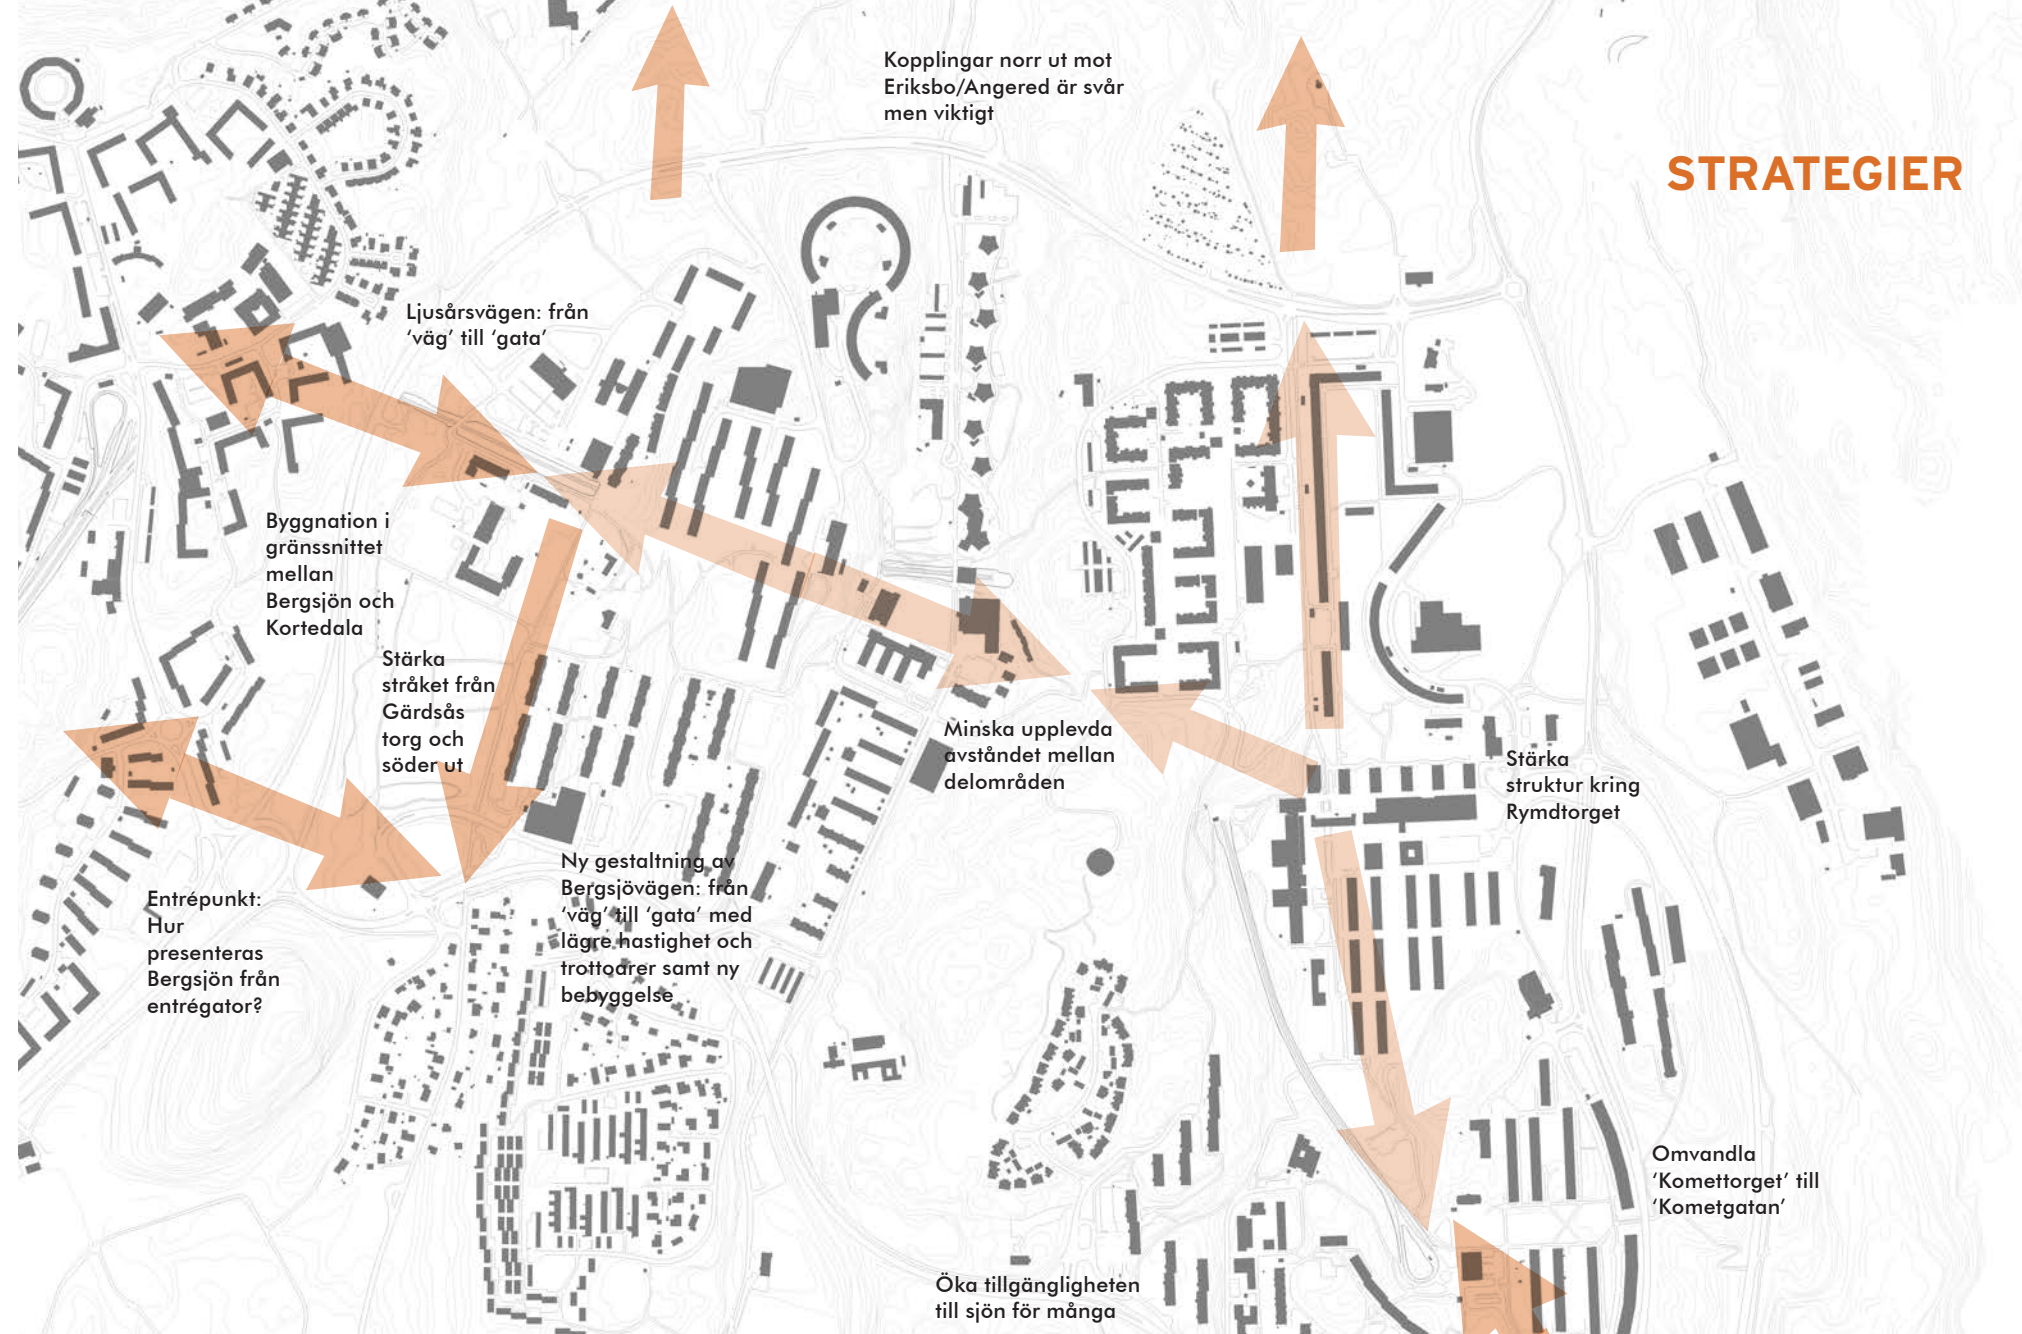 Kopplingar norr ut mot
Eriksbo/Angered är svår
men viktigt
STRATEGIER
Ljusårsvägen: från
‘väg’ till ‘gata’
Byggnation i
gränssnittet
mellan
Bergsjön och
Kortedala
Stärka
stråket från
Gärdsås
torg och
söder ut
Minska upplevda
avståndet mellan
delområden
Stärka
struktur kring
Rymdtorget
Entrépunkt:
Hur
presenteras
Bergsjön från
entrégator?
Ny gestaltning av
Bergsjövägen: från
‘väg’ till ‘gata’ med
lägre hastighet och
trottoarer samt ny
bebyggelse
Omvandla
‘Komettorget’ till
‘Kometgatan’
Öka tillgängligheten
till sjön för många